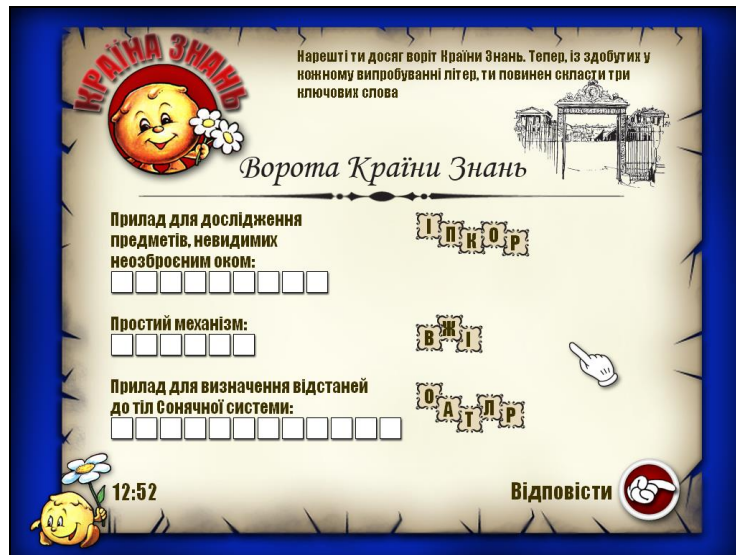 КРАЇНА ЗНАНЬ
Нарешті ти досяг воріт Країни Знань. Тепер, із здобутих у
кожному випробуванні літер, ти повинен скласти три
ключових слова
Ворота Країни Знань
Прилад для дослідження
предметів, невидимих
неозброєним оком:
І П К О Р
Простий механізм:
В Ж І
Прилад для визначення відстаней
до тіл Сонячної системи:
О А Т Л Р
12:52
Відповісти